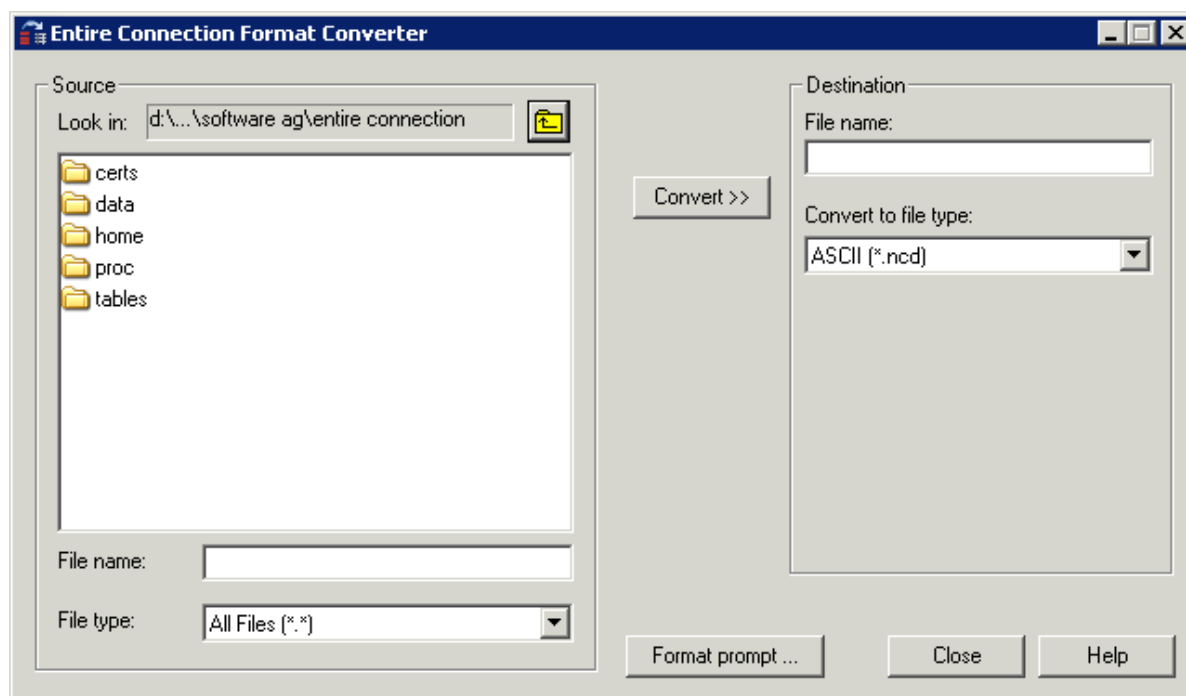 Entire Connection Format Converter
Source
Look in: d:\...\software ag\entire connection
certs
data
home
proc
tables
File name:
File type: All Files (*.*)
Convert >>
Destination
File name:
Convert to file type:
ASCII (*.ncd)
Format prompt ...
Close
Help